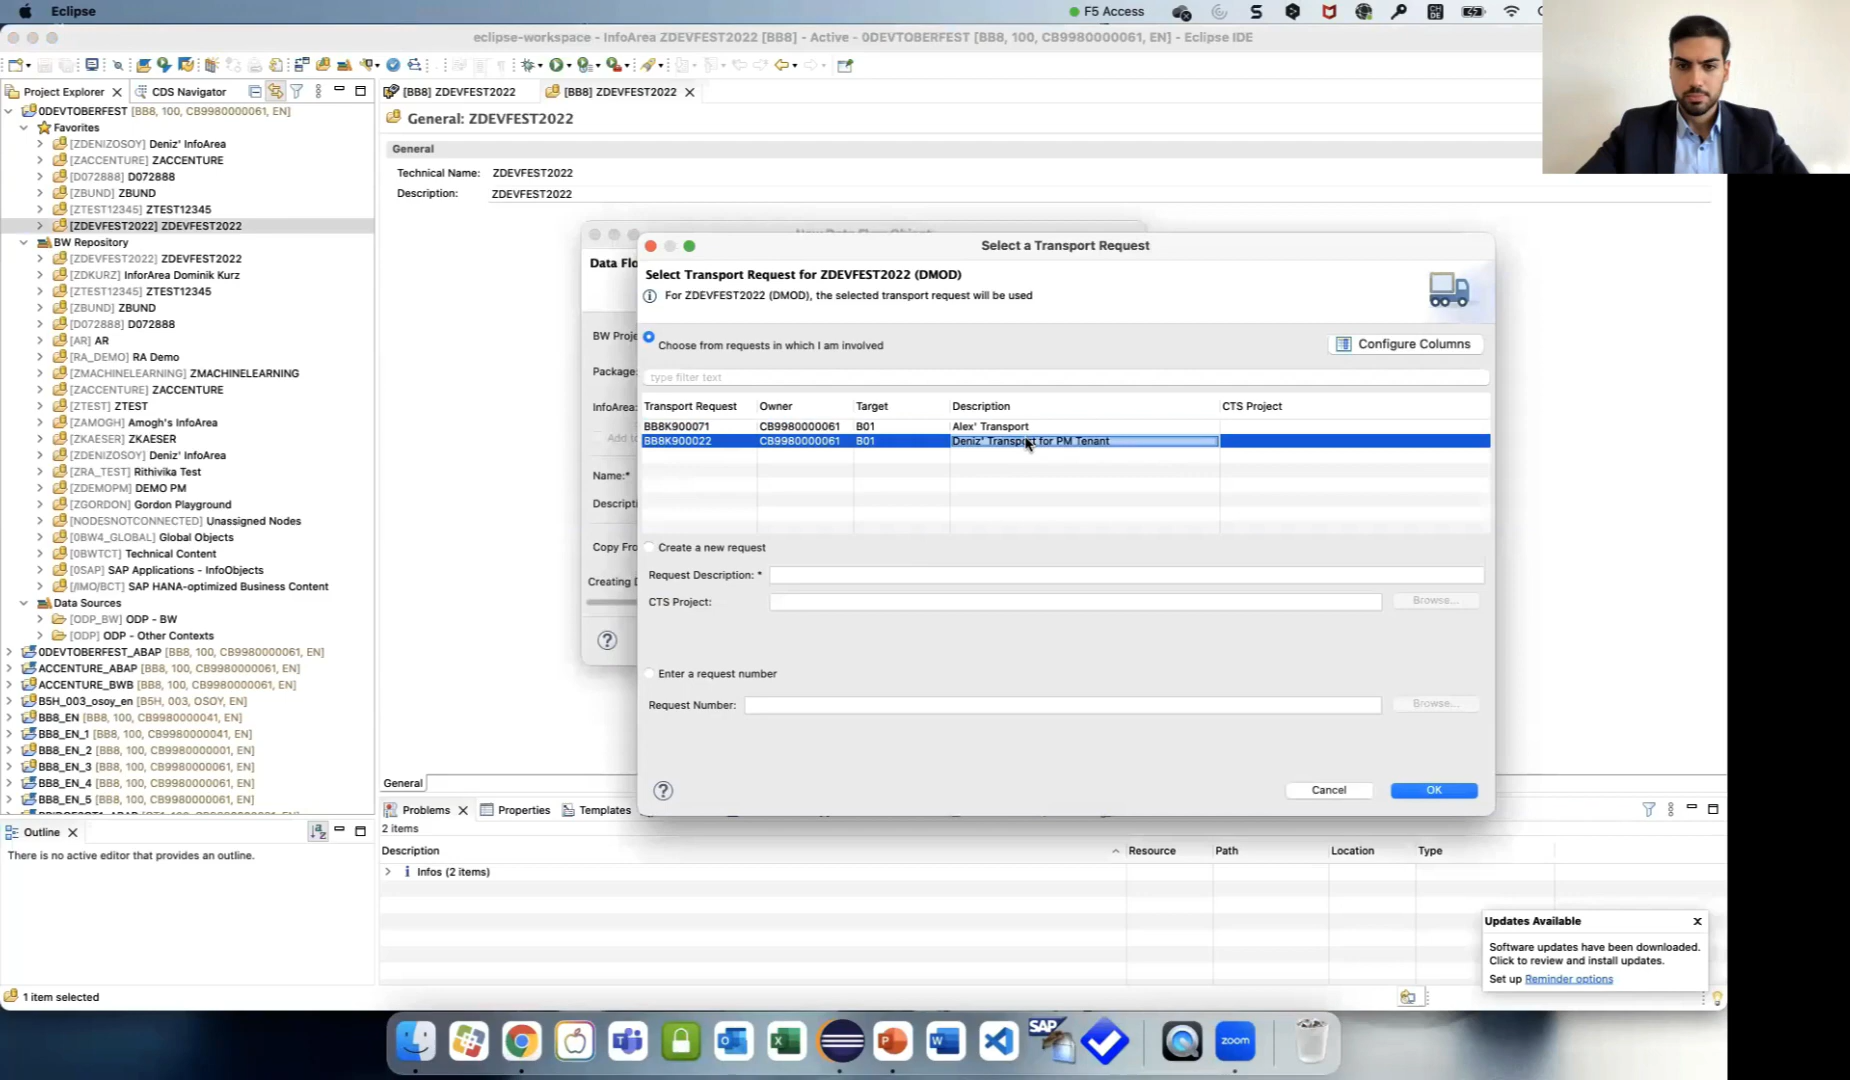 Eclipse
F5 Access
eclipse-workspace - InfoArea ZDEVFEST2022 [BB8] - Active - 0DEVTOBERFEST [BB8, 100, CB9980000061, EN] - Eclipse IDE
Project Explorer
CDS Navigator
[BB8] ZDEVFEST2022
[BB8] ZDEVFEST2022
0DEVTOBERFEST [BB8, 100, CB9980000061, EN]
Favorites
[ZDENIZOSOY] Deniz' InfoArea
[ZACCENTURE] ZACCENTURE
[D072888] D072888
[ZBUND] ZBUND
[ZTEST12345] ZTEST12345
[ZDEVFEST2022] ZDEVFEST2022
BW Repository
[ZDEVFEST2022] ZDEVFEST2022
[ZDKURZ] InforArea Dominik Kurz
[ZTEST12345] ZTEST12345
[ZBUND] ZBUND
[D072888] D072888
[AR] AR
[RA_DEMO] RA Demo
[ZMACHINELEARNING] ZMACHINELEARNING
[ZACCENTURE] ZACCENTURE
[ZTEST] ZTEST
[ZAMOGH] Amogh's InfoArea
[ZKAESER] ZKAESER
[ZDENIZOSOY] Deniz' InfoArea
[ZRA_TEST] Rithivika Test
[ZDEMOPM] DEMO PM
[ZGORDON] Gordon Playground
[NODESNOTCONNECTED] Unassigned Nodes
[0BW4_GLOBAL] Global Objects
[0BWTCT] Technical Content
[0SAP] SAP Applications - InfoObjects
[/IMO/BCT] SAP HANA-optimized Business Content
Data Sources
[ODP_BW] ODP - BW
[ODP] ODP - Other Contexts
0DEVTOBERFEST_ABAP [BB8, 100, CB9980000061, EN]
ACCENTURE_ABAP [BB8, 100, CB9980000061, EN]
ACCENTURE_BWB [BB8, 100, CB9980000061, EN]
B5H_003_osoy_en [B5H, 003, OSOY, EN]
BB8_EN [BB8, 100, CB9980000041, EN]
BB8_EN_1 [BB8, 100, CB9980000041, EN]
BB8_EN_2 [BB8, 100, CB9980000001, EN]
BB8_EN_3 [BB8, 100, CB9980000061, EN]
BB8_EN_4 [BB8, 100, CB9980000061, EN]
BB8_EN_5 [BB8, 100, CB9980000061, EN]
General: ZDEVFEST2022
General
Technical Name: ZDEVFEST2022
Description: ZDEVFEST2022
Data Flo
BW Proje
Package:
InfoArea:
Add to
Name:*
Descripti
Copy Fro
Creating D
Select a Transport Request
Select Transport Request for ZDEVFEST2022 (DMOD)
For ZDEVFEST2022 (DMOD), the selected transport request will be used
Choose from requests in which I am involved
Configure Columns
type filter text
Transport Request Owner Target Description CTS Project
BB8K900071 CB9980000061 B01 Alex' Transport
BB8K900022 CB9980000061 B01 Deniz' Transport for PM Tenant
Create a new request
Request Description: *
CTS Project:
Browse...
Enter a request number
Request Number:
Browse...
Cancel
OK
General
Problems
Properties
Templates
2 items
Description Resource Path Location Type
Infos (2 items)
Outline
There is no active editor that provides an outline.
1 item selected
Updates Available
Software updates have been downloaded.
Click to review and install updates.
Set up Reminder options
SAP
zoom